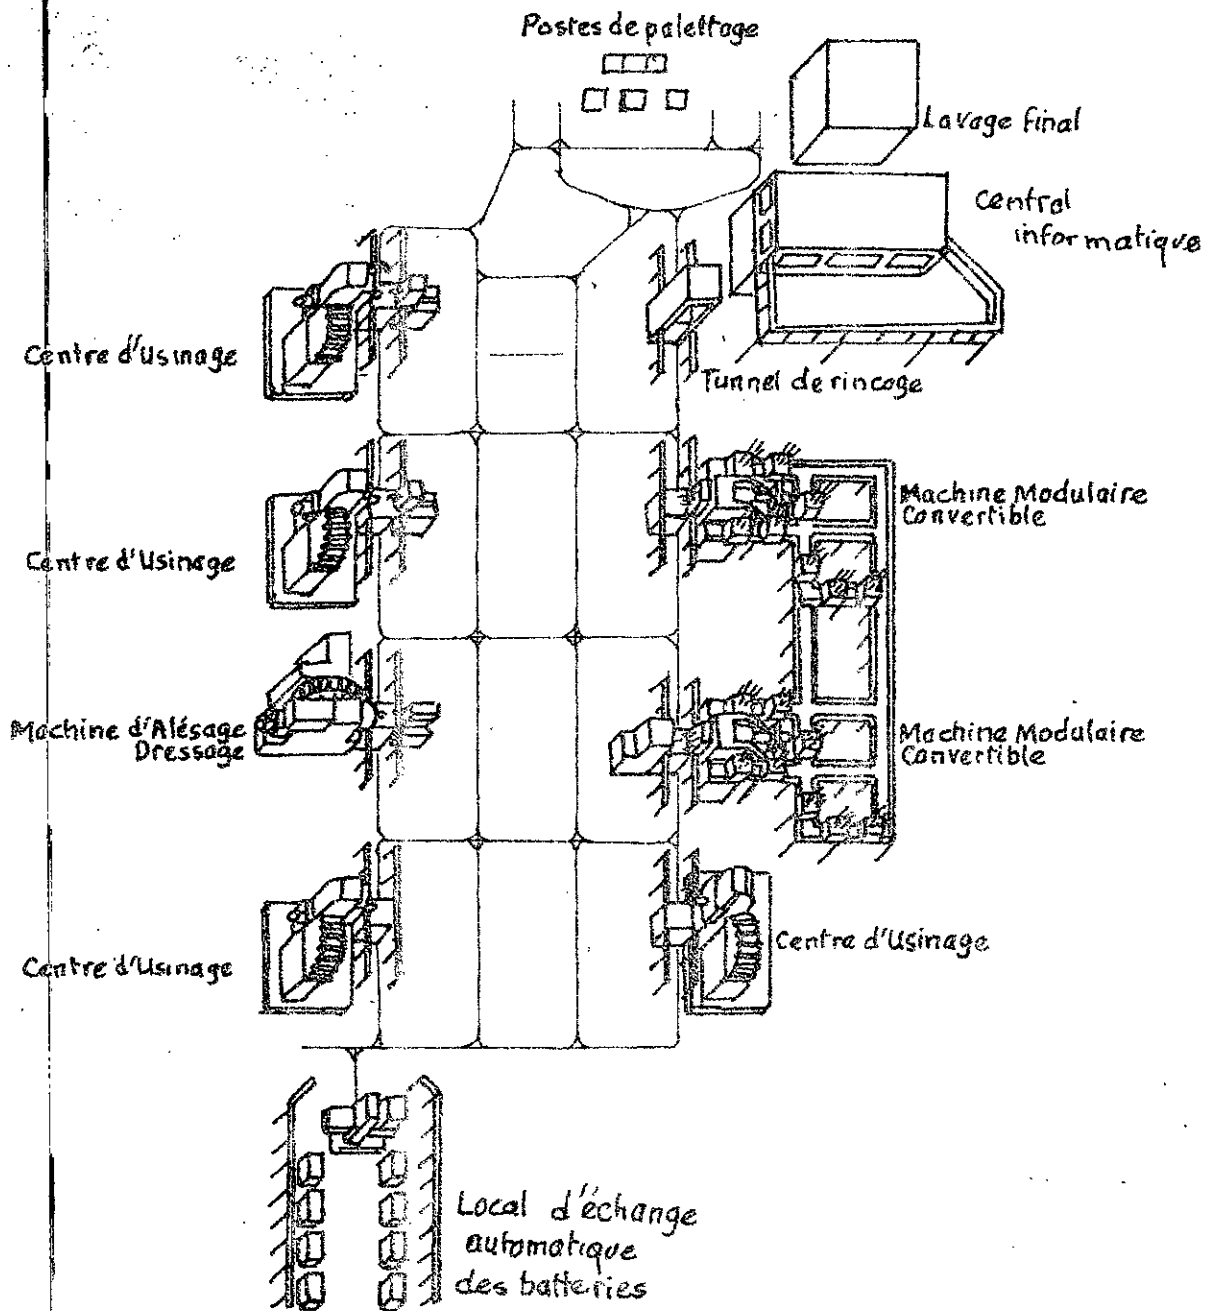 Postes de palettage
Lavage final
Central
informatique
Centre d'Usinage
Tunnel de rincage
Machine Modulaire
Convertible
Centre d'Usinage
Machine d'Alésage
Dressage
Machine Modulaire
Convertible
Centre d'Usinage
Centre d'Usinage
Local d'échange
automatique
des batteries